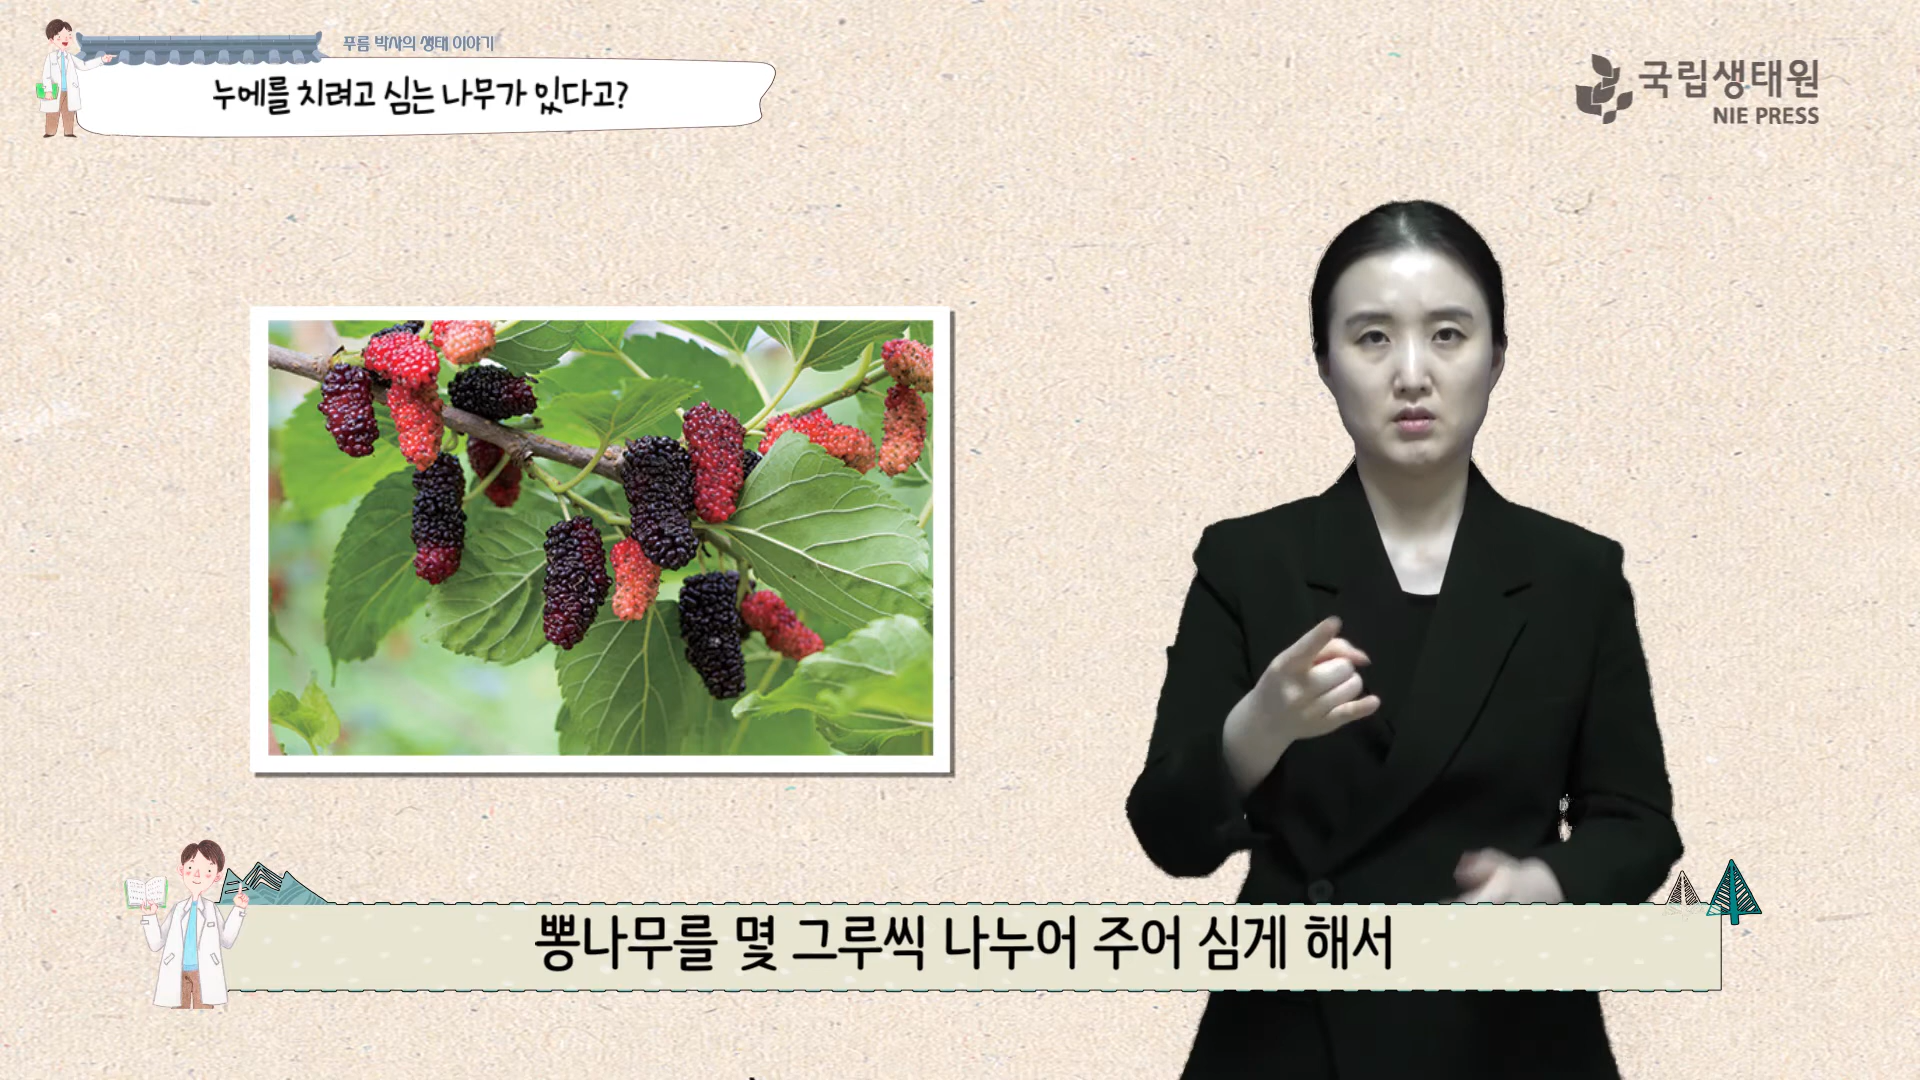 푸름 박사의 생태 이야기
누에를 치려고 심는 나무가 있다고?
국립생태원
NIE PRESS
뽕나무를 몇 그루씩 나누어 주어 심게 해서